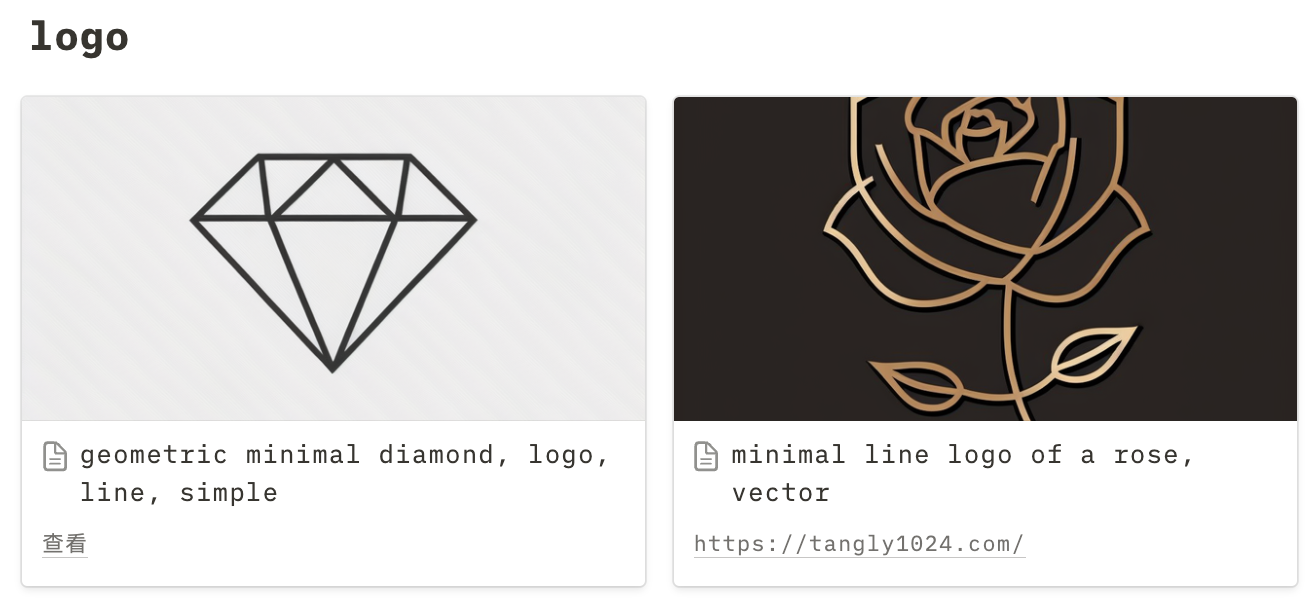 logo
geometric minimal diamond, logo,
line, simple
查看
minimal line logo of a rose,
vector
https://tangly1024.com/